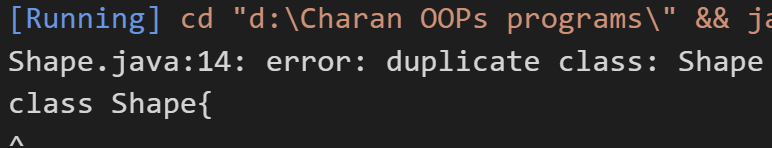 [Running] cd "d:\Charan OOPs programs\" && ja
Shape.java:14: error: duplicate class: Shape
class Shape{
^